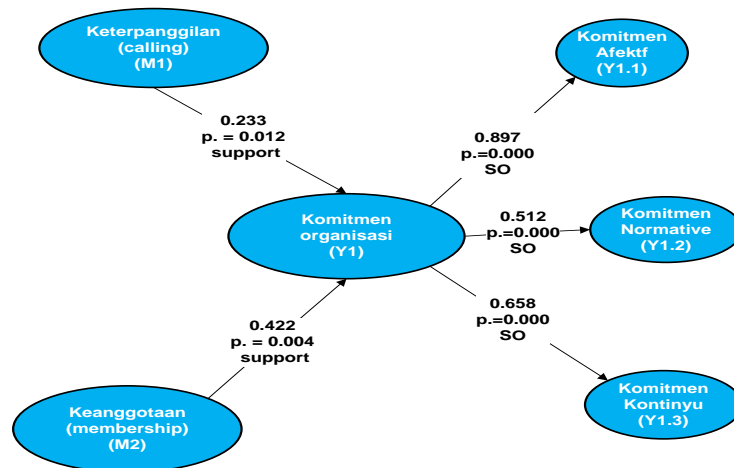 Keterpanggilan
(calling)
(M1)
0.233
p. = 0.012
support
Komitmen
organisasi
(Y1)
0.422
p. = 0.004
support
Keanggotaan
(membership)
(M2)
Komitmen
Afektf
(Y1.1)
0.897
p.=0.000
SO
0.512
p.=0.000
SO
Komitmen
Normative
(Y1.2)
0.658
p.=0.000
SO
Komitmen
Kontinyu
(Y1.3)